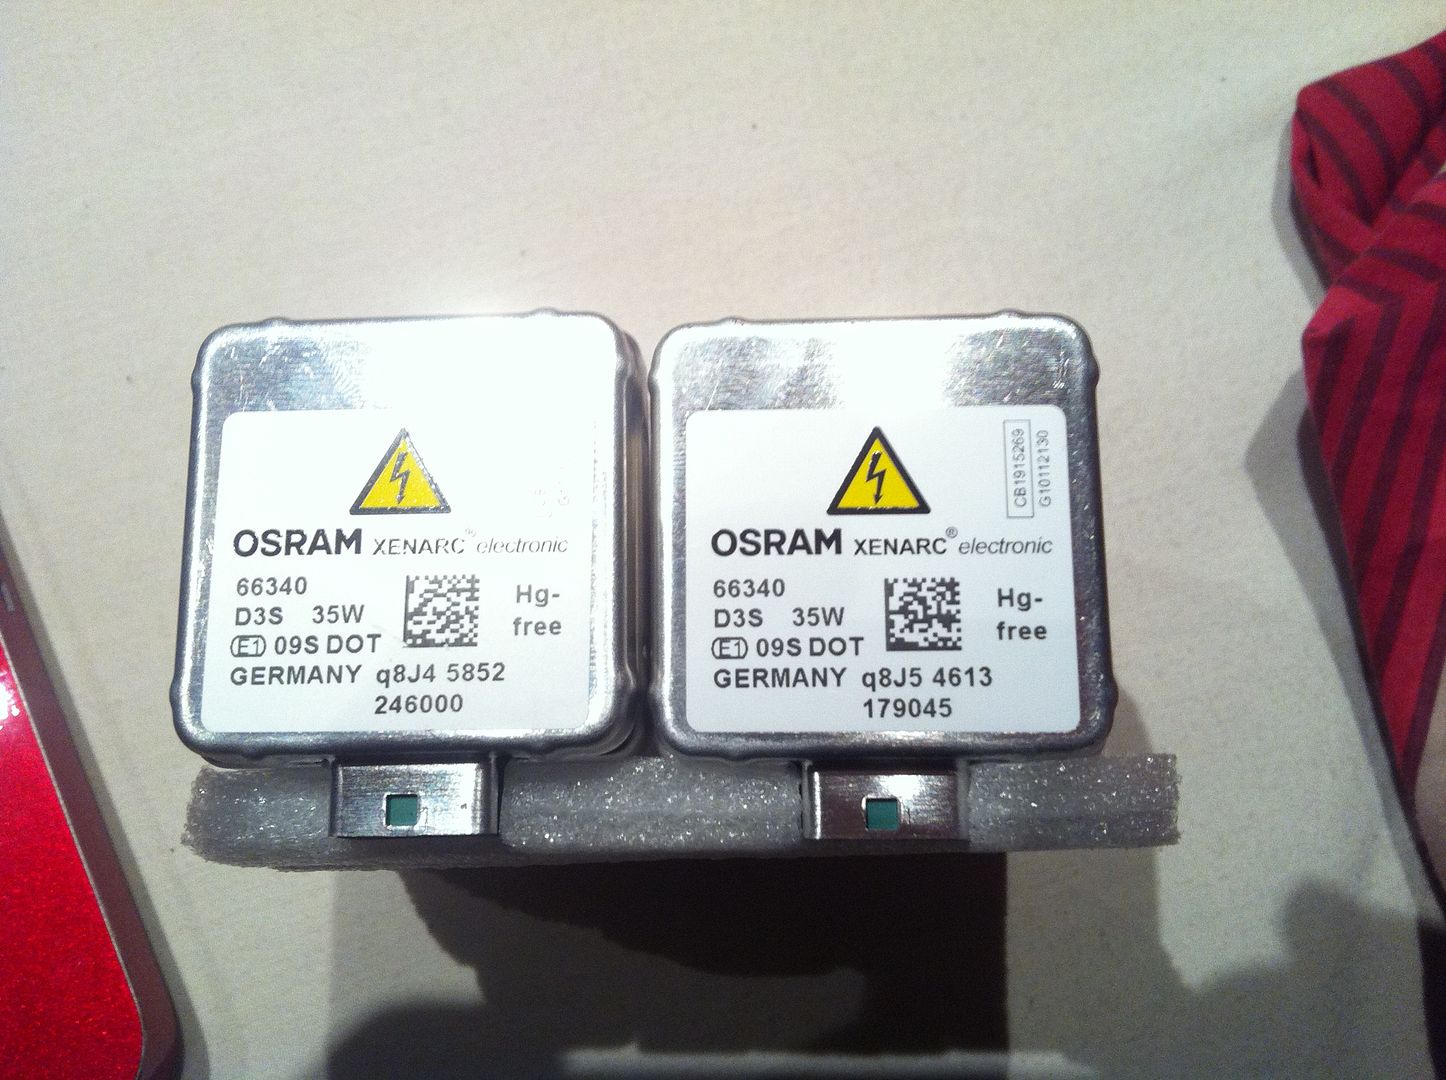 OSRAM XENARC® electronic
66340
D3S 35W
Hg-
free
E1 09S DOT
GERMANY q8J4 5852
246000
CB1915269
G10112130
OSRAM XENARC® electronic
66340
D3S 35W
Hg-
free
E1 09S DOT
GERMANY q8J5 4613
179045